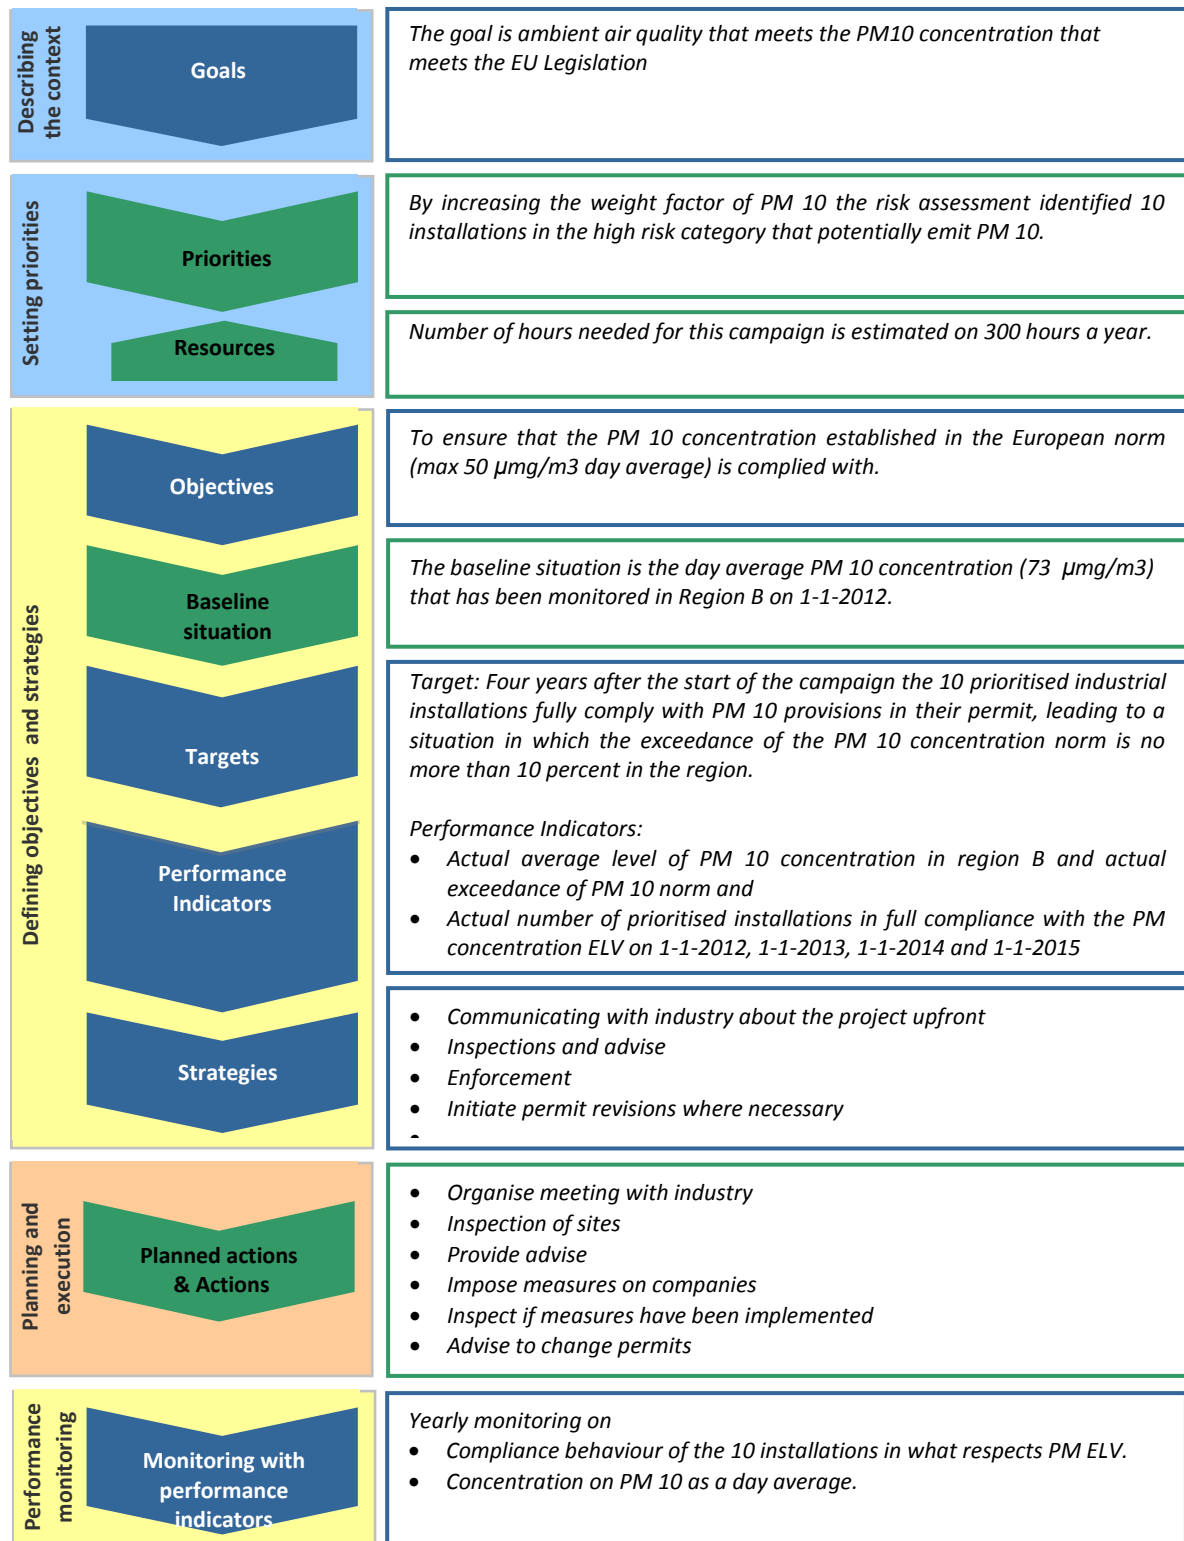 Describing
the context
Goals
The goal is ambient air quality that meets the PM10 concentration that
meets the EU Legislation
Setting priorities
Priorities
By increasing the weight factor of PM 10 the risk assessment identified 10
installations in the high risk category that potentially emit PM 10.
Resources
Number of hours needed for this campaign is estimated on 300 hours a year.
Defining objectives and strategies
Objectives
To ensure that the PM 10 concentration established in the European norm
(max 50 µmg/m3 day average) is complied with.
Baseline
situation
The baseline situation is the day average PM 10 concentration (73 µmg/m3)
that has been monitored in Region B on 1-1-2012.
Targets
Target: Four years after the start of the campaign the 10 prioritised industrial
installations fully comply with PM 10 provisions in their permit, leading to a
situation in which the exceedance of the PM 10 concentration norm is no
more than 10 percent in the region.
Performance
Indicators
Performance Indicators:
• Actual average level of PM 10 concentration in region B and actual
exceedance of PM 10 norm and
• Actual number of prioritised installations in full compliance with the PM
concentration ELV on 1-1-2012, 1-1-2013, 1-1-2014 and 1-1-2015
Strategies
• Communicating with industry about the project upfront
• Inspections and advise
• Enforcement
• Initiate permit revisions where necessary
•
Planning and
execution
Planned actions
& Actions
• Organise meeting with industry
• Inspection of sites
• Provide advise
• Impose measures on companies
• Inspect if measures have been implemented
• Advise to change permits
Performance
monitoring
Monitoring with
performance
indicators
Yearly monitoring on
• Compliance behaviour of the 10 installations in what respects PM ELV.
• Concentration on PM 10 as a day average.